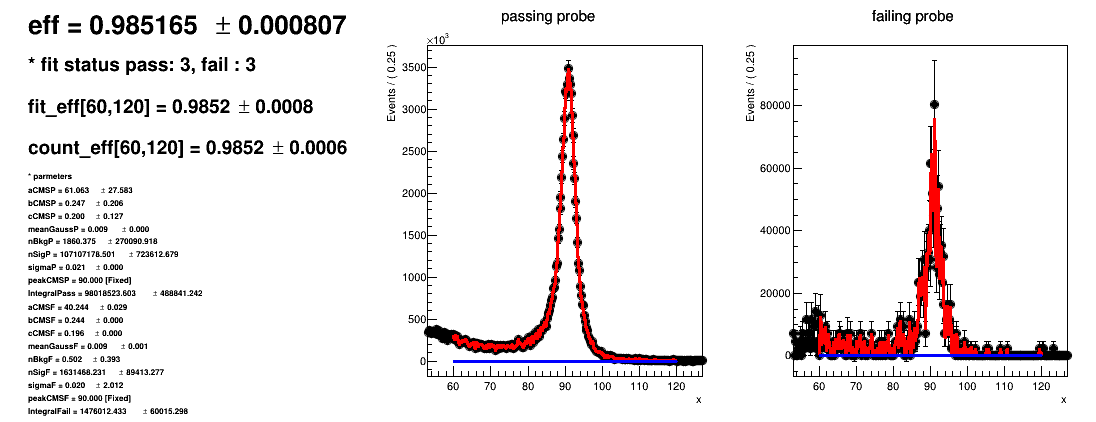 eff = 0.985165 ± 0.000807
* fit status pass: 3, fail : 3
fit_eff[60,120] = 0.9852 ± 0.0008
count_eff[60,120] = 0.9852 ± 0.0006
* parmeters
aCMSP = 61.063 ± 27.583
bCMSP = 0.247 ± 0.206
cCMSP = 0.200 ± 0.127
meanGaussP = 0.009 ± 0.000
nBkgP = 1860.375 ± 270090.918
nSigP = 107107178.501 ± 723612.679
sigmaP = 0.021 ± 0.000
peakCMSP = 90.000 [Fixed]
IntegralPass = 98018523.603 ± 488841.242
aCMSF = 40.244 ± 0.029
bCMSF = 0.244 ± 0.000
cCMSF = 0.196 ± 0.000
meanGaussF = 0.009 ± 0.001
nBkgF = 0.502 ± 0.393
nSigF = 1631468.231 ± 89413.277
sigmaF = 0.020 ± 2.012
peakCMSF = 90.000 [Fixed]
IntegralFail = 1476012.433 ± 60015.298
passing probe
×10³
Events / ( 0.25 )
3500
3000
2500
2000
1500
1000
500
0
60 70 80 90 100 110 120
x
failing probe
Events / ( 0.25 )
80000
60000
40000
20000
0
60 70 80 90 100 110 120
x